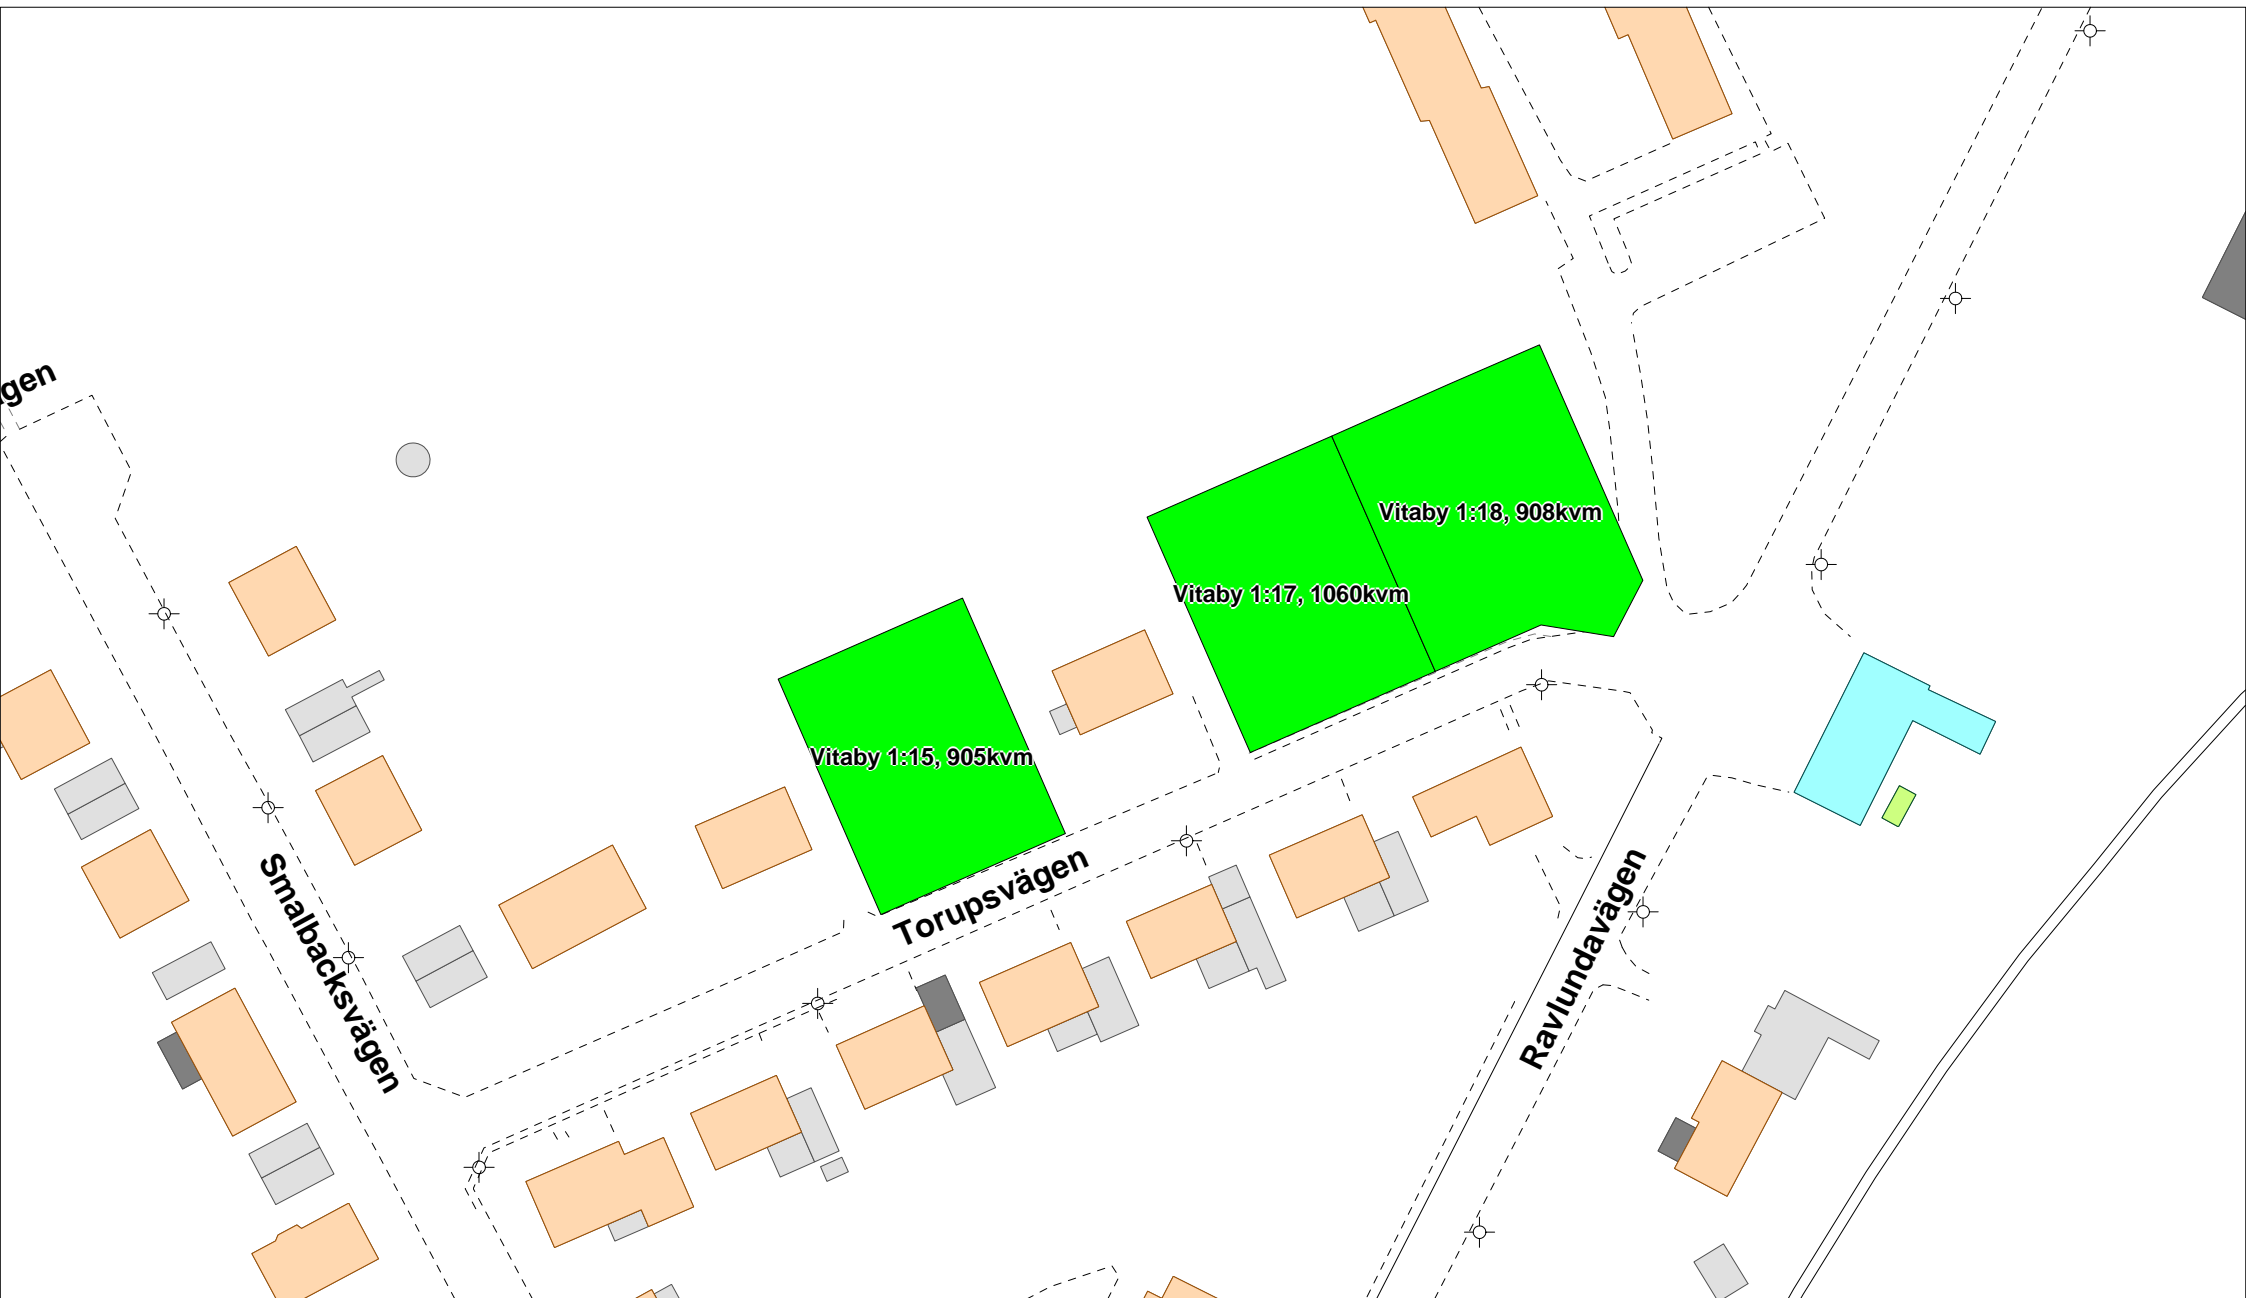 gen
Vitaby 1:18, 908kvm
Vitaby 1:17, 1060kvm
Vitaby 1:15, 905kvm
Torupsvägen
Smalbacksvägen
Ravlundavägen